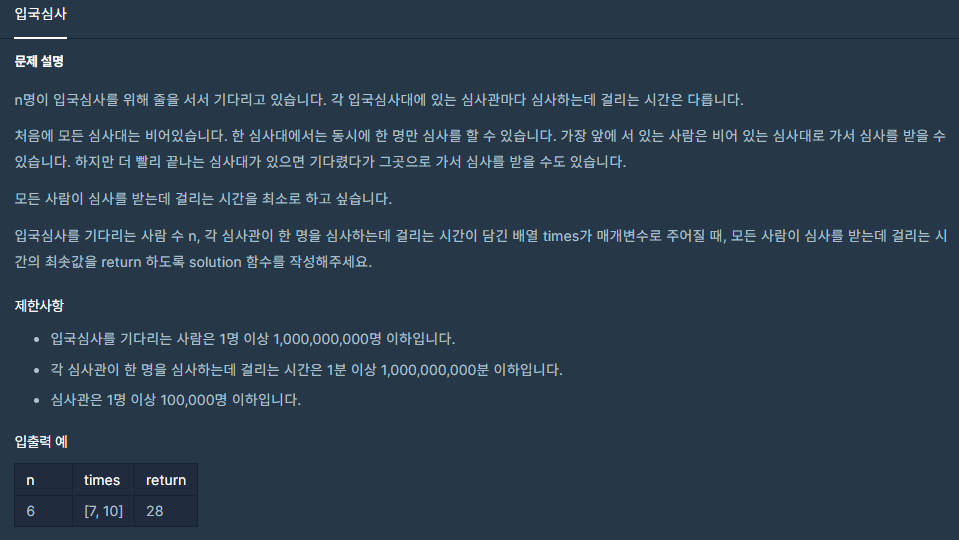 입국심사
문제 설명
n명이 입국심사를 위해 줄을 서서 기다리고 있습니다. 각 입국심사대에 있는 심사관마다 심사하는데 걸리는 시간은 다릅니다.
처음에 모든 심사대는 비어있습니다. 한 심사대에서는 동시에 한 명만 심사를 할 수 있습니다. 가장 앞에 서 있는 사람은 비어 있는 심사대로 가서 심사를 받을 수
있습니다. 하지만 더 빨리 끝나는 심사대가 있으면 기다렸다가 그곳으로 가서 심사를 받을 수도 있습니다.
모든 사람이 심사를 받는데 걸리는 시간을 최소로 하고 싶습니다.
입국심사를 기다리는 사람 수 n, 각 심사관이 한 명을 심사하는데 걸리는 시간이 담긴 배열 times가 매개변수로 주어질 때, 모든 사람이 심사를 받는데 걸리는 시
간의 최솟값을 return 하도록 solution 함수를 작성해주세요.
제한사항
• 입국심사를 기다리는 사람은 1명 이상 1,000,000,000명 이하입니다.
• 각 심사관이 한 명을 심사하는데 걸리는 시간은 1분 이상 1,000,000,000분 이하입니다.
• 심사관은 1명 이상 100,000명 이하입니다.
입출력 예
n times return
6 [7, 10] 28